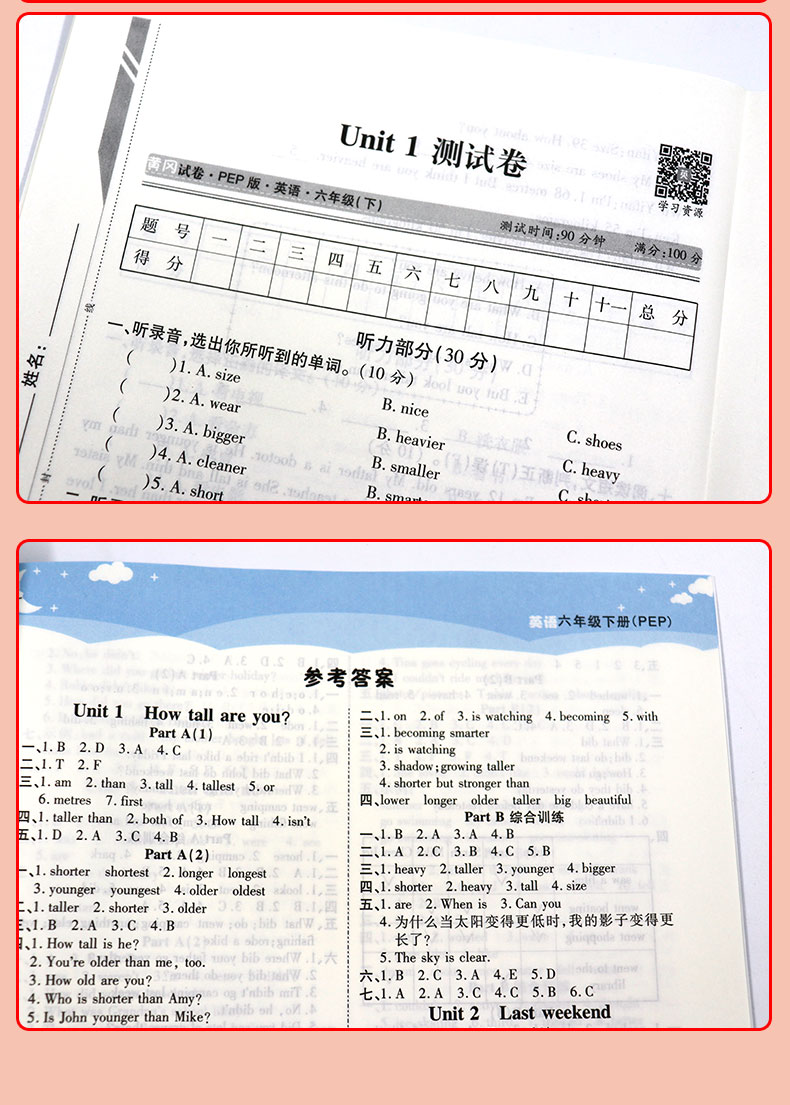 Unit 1 测试卷
黄冈试卷·PEP 版·英语·六年级(下)
测试时间:90 分钟 满分:100 分
学习资源
题 号 一 二 三 四 五 六 七 八 九 十 十一 总 分
得 分
姓名:
线
封
听力部分(30 分)
一、听录音,选出你所听到的单词。(10 分)
( )1. A. size B. nice C. shoes
( )2. A. wear B. heavier C. heavy
( )3. A. bigger B. smaller
( )4. A. cleaner
( )5. A. short
英语六年级下册(PEP)
参考答案
Unit 1 How tall are you?
Part A(1)
一、1. B 2. D 3. A 4. C
二、1. T 2. F
三、1. am 2. than 3. tall 4. tallest 5. or
6. metres 7. first
四、1. taller than 2. both of 3. How tall 4. isn't
五、1. D 2. A 3. C 4. B
Part A(2)
一、1. shorter shortest 2. longer longest
3. younger youngest 4. older oldest
二、1. taller 2. shorter 3. older
三、1. B 2. A 3. C 4. B
四、1. How tall is he?
2. You're older than me, too.
3. How old are you?
4. Who is shorter than Amy?
5. Is John younger than Mike?
二、1. on 2. of 3. is watching 4. becoming 5. with
三、1. becoming smarter
2. is watching
3. shadow; growing taller
4. shorter but stronger than
四、lower longer older taller big beautiful
Part B 综合训练
一、1. B 2. A 3. A 4. B
二、1. A 2. C 3. B 4. C 5. B
三、1. heavy 2. taller 3. younger 4. bigger
四、1. shorter 2. heavy 3. tall 4. size
五、1. are 2. When is 3. Can you
4. 为什么当太阳变得更低时,我的影子变得更
长了?
5. The sky is clear.
六、1. B 2. C 3. A 4. E 5. D
七、1. A 2. A 3. C 4. C 5. B 6. C
Unit 2 Last weekend